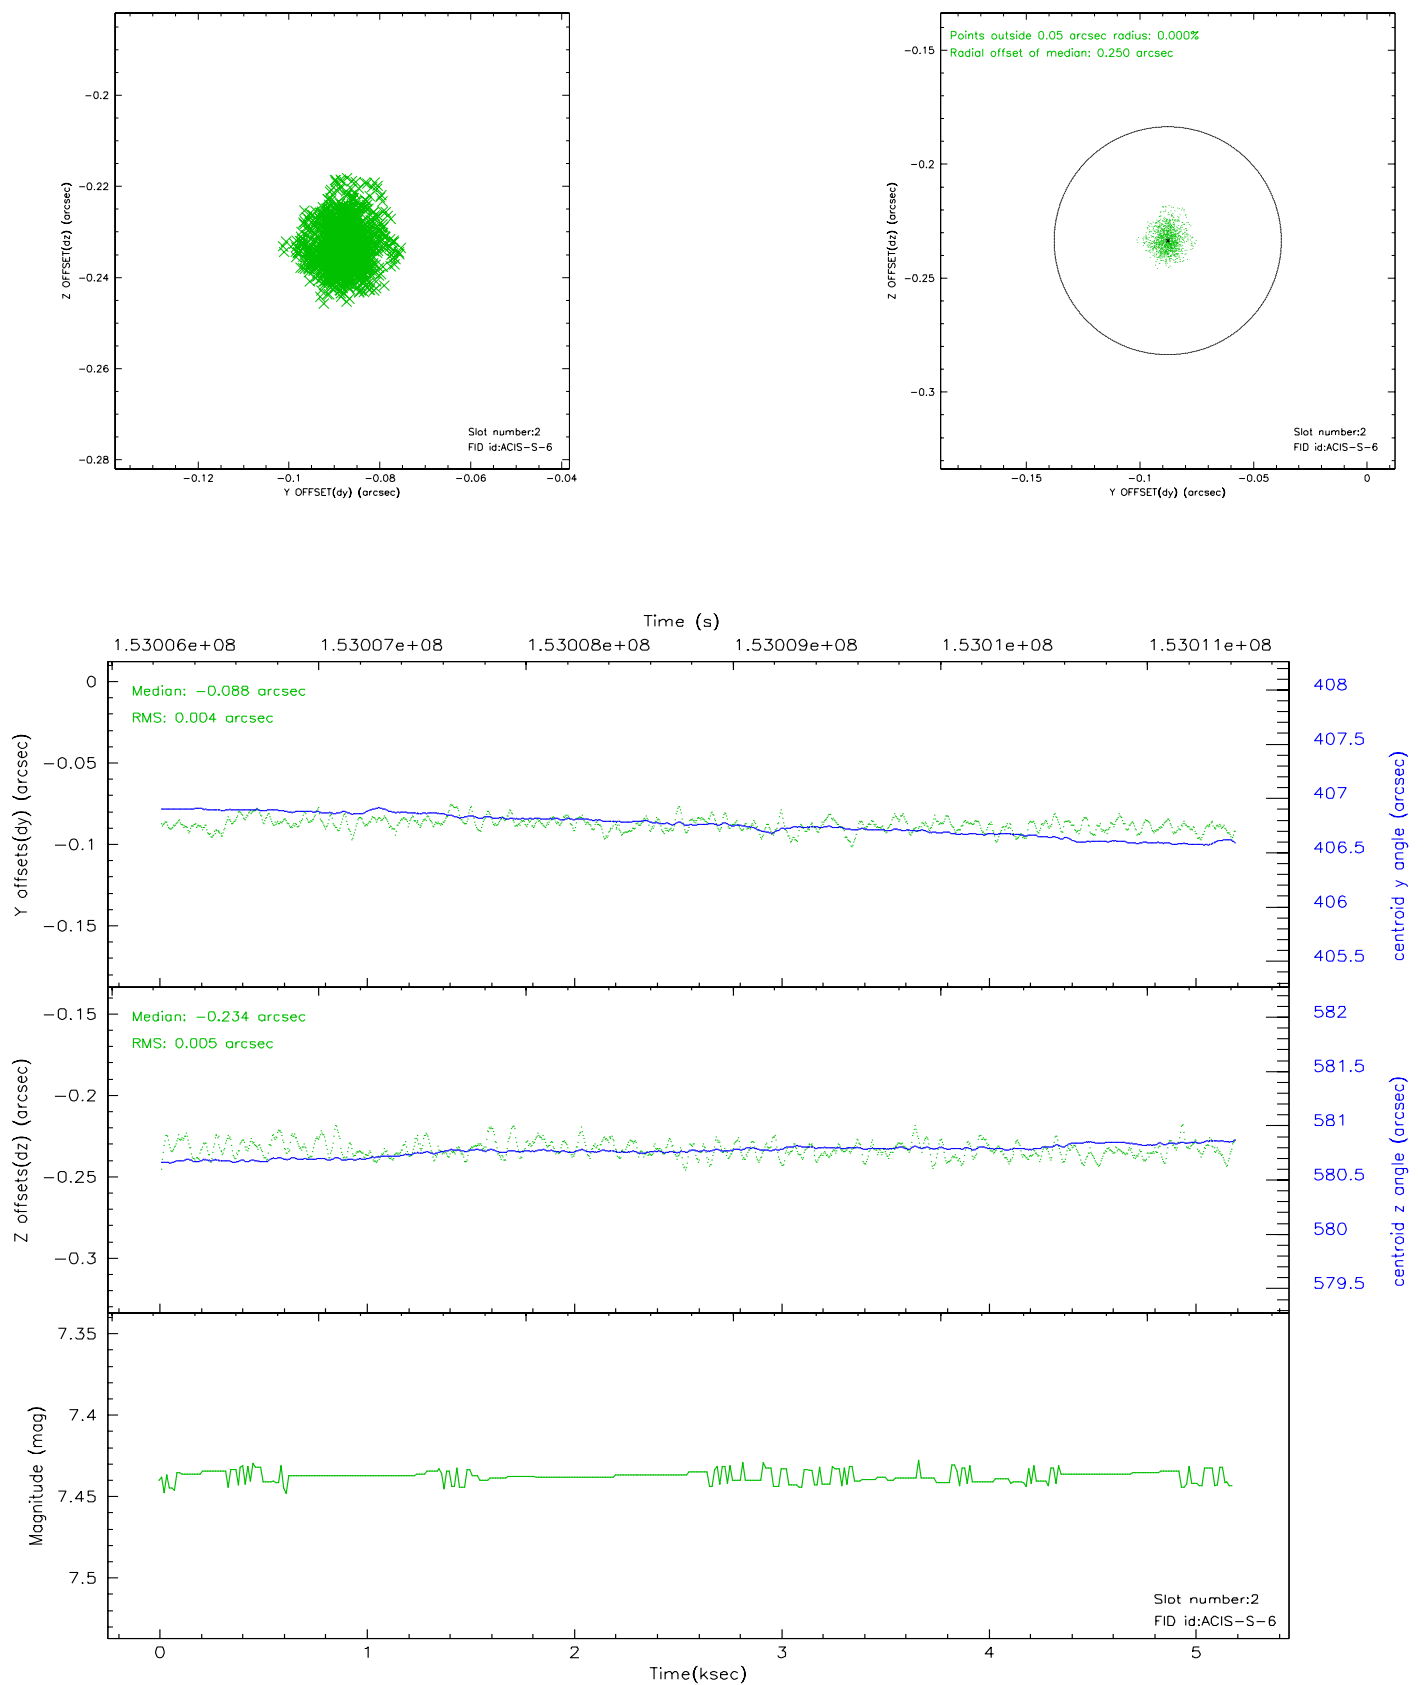 −0.2
−0.22
−0.24
−0.26
−0.28
Z OFFSET(dz) (arcsec)
Slot number:2
FID id:ACIS−S−6
−0.12
−0.1
−0.08
−0.06
−0.04
Y OFFSET(dy) (arcsec)
Points outside 0.05 arcsec radius: 0.000%
Radial offset of median: 0.250 arcsec
−0.15
−0.2
−0.25
−0.3
Z OFFSET(dz) (arcsec)
Slot number:2
FID id:ACIS−S−6
−0.15
−0.1
−0.05
0
Y OFFSET(dy) (arcsec)
Time (s)
1.53006e+08
1.53007e+08
1.53008e+08
1.53009e+08
1.5301e+08
1.53011e+08
Median: −0.088 arcsec
RMS: 0.004 arcsec
0
−0.05
−0.1
−0.15
Y offsets(dy) (arcsec)
408
407.5
407
406.5
406
405.5
centroid y angle (arcsec)
Median: −0.234 arcsec
RMS: 0.005 arcsec
−0.15
−0.2
−0.25
−0.3
Z offsets(dz) (arcsec)
582
581.5
581
580.5
580
579.5
centroid z angle (arcsec)
7.35
7.4
7.45
7.5
Magnitude (mag)
Slot number:2
FID id:ACIS−S−6
0
1
2
3
4
5
Time(ksec)